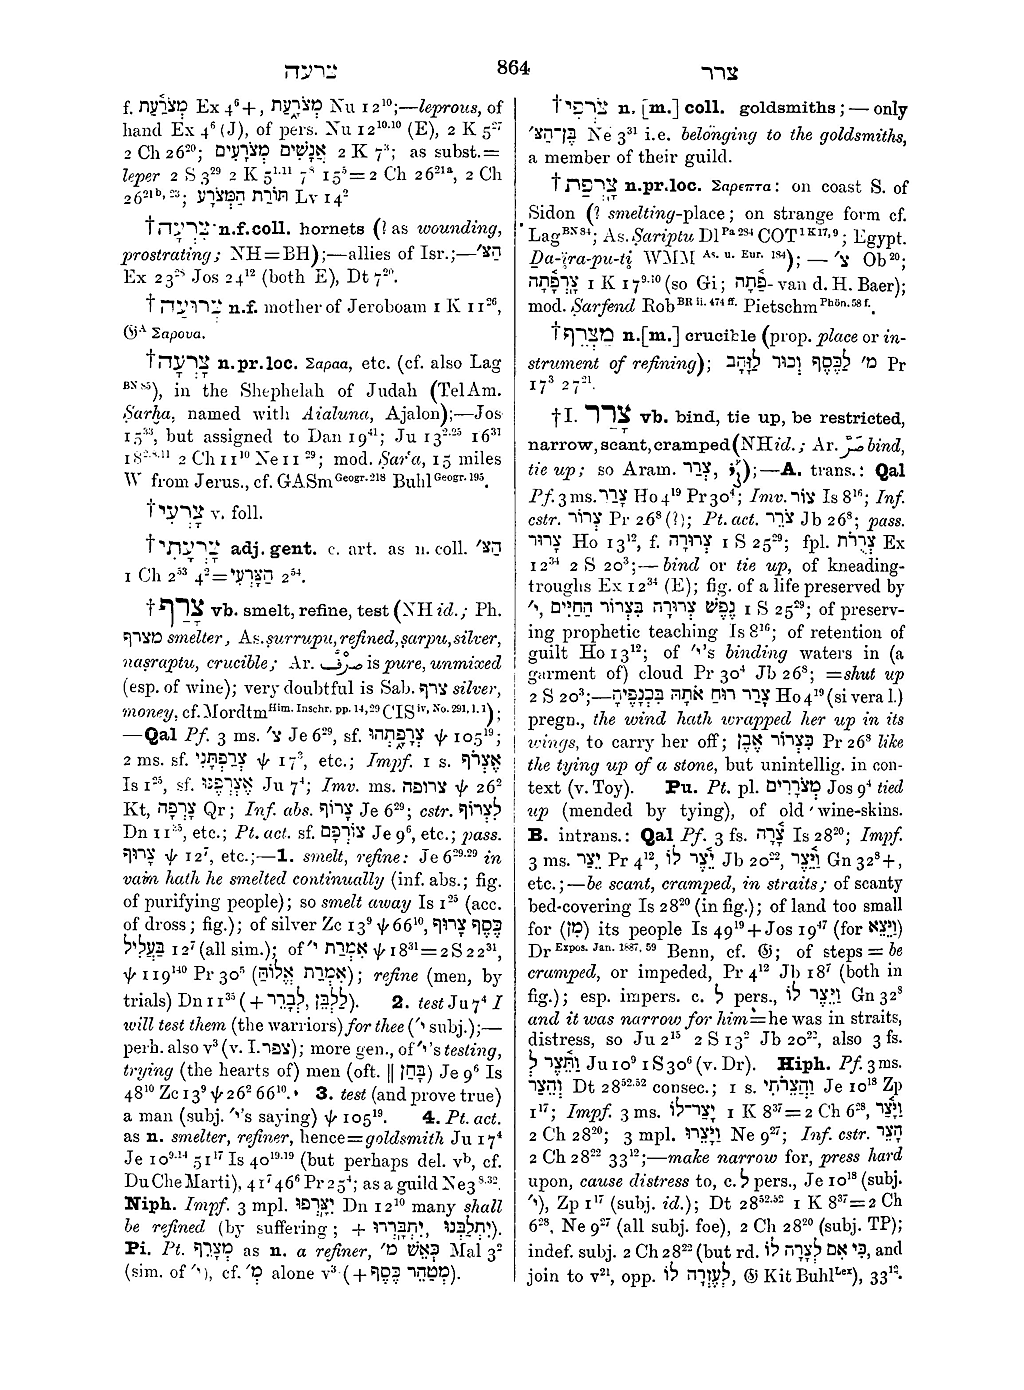 צרעה 864 צרר
f. מְצֹרַ֫עַת Ex 4⁶+, מְצֹרָ֑עַת Nu 12¹⁰;—leprous, of
hand Ex 4⁶ (J), of pers. Nu 12¹⁰·¹⁰ (E), 2 K 5²⁷
2 Ch 26²⁰; אֲנָשִׁים מְצֹרָעִים 2 K 7³; as subst.=
leper 2 S 3²⁹ 2 K 5¹·¹¹ 7⁸ 15⁵=2 Ch 26²¹ᵃ, 2 Ch
26²¹ᵇ,²³; תּוֹרַת הַמְּצֹרָע Lv 14²
†צִרְעָה n.f.coll. hornets (? as wounding,
prostrating; NH=BH);—allies of Isr.;—הַצּ׳
Ex 23²⁸ Jos 24¹² (both E), Dt 7²⁰.
†צְרוּעָה n.f. mother of Jeroboam 1 K 11²⁶,
𝔊ᴬ Σαρουα.
†צָרְעָה n.pr.loc. Σαραα, etc. (cf. also Lag
ᴮᴺ ⁸⁵), in the Shephelah of Judah (TelAm.
Ṣarḫa, named with Aialuna, Ajalon);—Jos
15³³, but assigned to Dan 19⁴¹; Ju 13²·²⁵ 16³¹
18²·⁸·¹¹ 2 Ch 11¹⁰ Ne 11²⁹; mod. Ṣar‘a, 15 miles
W from Jerus., cf. GASm Geogr. 218 Buhl Geogr. 195.
†צָרְעִי v. foll.
†צָרְעָתִי adj. gent. c. art. as n. coll. הַצּ׳
1 Ch 2⁵³ 4²=הַצָּרְעִי 2⁵⁴.
†צָרַף vb. smelt, refine, test (NH id.; Ph.
מצרף smelter, As. ṣurrupu, refined, ṣarpu, silver,
naṣraptu, crucible; Ar. صِرْفٌ is pure, unmixed
(esp. of wine); very doubtful is Sab. צרף silver,
money, cf. Mordtm Him. Inschr. pp. 14, 29 CIS iv, No. 291, l. 1);
—Qal Pf. 3 ms. צ׳ Je 6²⁹, sf. צְרָפָ֑תְהוּ ψ 105¹⁹;
2 ms. sf. צְרַפְתַּנִי ψ 17³, etc.; Impf. 1 s. אֶצְרֹף
Is 1²⁵, sf. אֶצְרְפֶנּוּ Ju 7⁴; Imv. ms. צרופה ψ 26²
Kt, צָרְפָה Qr; Inf. abs. צָרוֹף Je 6²⁹; cstr. לִצְרוֹף
Dn 11³⁵, etc.; Pt. act. sf. צוֹרְפָם Je 9⁶, etc.; pass.
צָרוּף ψ 12⁷, etc.;—1. smelt, refine: Je 6²⁹·²⁹ in
vain hath he smelted continually (inf. abs.; fig.
of purifying people); so smelt away Is 1²⁵ (acc.
of dross; fig.); of silver Zc 13⁹ ψ 66¹⁰, כֶּסֶף צָרוּף
בַּעֲלִיל 12⁷ (all sim.); of אִמְרַת י׳ ψ 18³¹=2 S 22³¹,
ψ 119¹⁴⁰ Pr 30⁵ (אִמְרַת אֱלוֹהַּ); refine (men, by
trials) Dn 11³⁵ (+לְבָרֵר, לַלְבֵּן). 2. test Ju 7⁴ I
will test them (the warriors) for thee (י׳ subj.);—
perh. also v³ (v. I. צפר); more gen., of י׳'s testing,
trying (the hearts of) men (oft. ‖ בָּחַן) Je 9⁶ Is
48¹⁰ Zc 13⁹ ψ 26² 66¹⁰. 3. test (and prove true)
a man (subj. י׳'s saying) ψ 105¹⁹. 4. Pt. act.
as n. smelter, refiner, hence=goldsmith Ju 17⁴
Je 10⁹·¹⁴ 51¹⁷ Is 40¹⁹·¹⁹ (but perhaps del. vᵇ, cf.
Du Che Marti), 41⁷ 46⁶ Pr 25⁴; as a guild Ne 3⁸·³².
Niph. Impf. 3 mpl. יִצָּרְפוּ Dn 12¹⁰ many shall
be refined (by suffering; + יִתְבָּרֲרוּ, יִתְלַבְּנוּ).
Pi. Pt. מְצָרֵף as n. a refiner, כְּאֵשׁ מ׳ Mal 3²
(sim. of י׳), cf. מְ׳ alone v³ (+מְטַהֵר כֶּסֶף).
†צֹרְפִי n. [m.] coll. goldsmiths;—only
בֶּן־הַצּ׳ Ne 3³¹ i.e. belonging to the goldsmiths,
a member of their guild.
†צָרְפַת n.pr.loc. Σαρεπτα: on coast S. of
Sidon (? smelting-place; on strange form cf.
Lag ᴮᴺ ⁸⁴; As. Ṣariptu Dl Pa 284 COT 1 K 17, 9; Egypt.
Ḏa-ïra-pu-ti WMM As. u. Eur. 184);—צ׳ Ob²⁰;
צָֽרְפַ֫תָה 1 K 17⁹·¹⁰ (so Gi; ־פָ֫תָה van d. H. Baer);
mod. Ṣarfend Rob BR ii. 474 ff. Pietschm Phön. 58 f.
†מַצְרֵף n.[m.] crucible (prop. place or in-
strument of refining); מ׳ לַכֶּסֶף וְכוּר לַזָּהָב Pr
17³ 27²¹.
†I. צָרַר vb. bind, tie up, be restricted,
narrow, scant, cramped (NH id.; Ar. صَرَّ bind,
tie up; so Aram. צְרַר, ܨܪ);—A. trans.: Qal
Pf. 3 ms. צָרַר Ho 4¹⁹ Pr 30⁴; Imv. צוֹר Is 8¹⁶; Inf.
cstr. צְרוֹר Pr 26⁸ (?); Pt. act. צֹרֵר Jb 26⁸; pass.
צָרוּר Ho 13¹², f. צְרוּרָה 1 S 25²⁹; fpl. צְרֻרֹת Ex
12³⁴ 2 S 20³;—bind or tie up, of kneading-
troughs Ex 12³⁴ (E); fig. of a life preserved by
י׳, נֶפֶשׁ צְרוּרָה בִּצְרוֹר הַחַיִּים 1 S 25²⁹; of preserv-
ing prophetic teaching Is 8¹⁶; of retention of
guilt Ho 13¹²; of י׳'s binding waters in (a
garment of) cloud Pr 30⁴ Jb 26⁸; =shut up
2 S 20³;—צָרַר רוּחַ אֹתָהּ בִּכְנָפֶיהָ Ho 4¹⁹ (si vera l.)
pregn., the wind hath wrapped her up in its
wings, to carry her off; כִּצְרוֹר אֶבֶן Pr 26⁸ like
the tying up of a stone, but unintellig. in con-
text (v. Toy). Pu. Pt. pl. מְצֹרָרִים Jos 9⁴ tied
up (mended by tying), of old wine-skins.
B. intrans.: Qal Pf. 3 fs. צָ֫רָה Is 28²⁰; Impf.
3 ms. יֵצַר Pr 4¹², יֵ֫צֶר לוֹ Jb 20²², וַיֵּ֫צֶר Gn 32⁸+,
etc.;—be scant, cramped, in straits; of scanty
bed-covering Is 28²⁰ (in fig.); of land too small
for (מִן) its people Is 49¹⁹ + Jos 19⁴⁷ (for וַיֵּצֵא)
Dr Expos. Jan. 1887, 59 Benn, cf. 𝔊; of steps = be
cramped, or impeded, Pr 4¹² Jb 18⁷ (both in
fig.); esp. impers. c. לְ pers., וַיֵּצֶר לוֹ Gn 32⁸
and it was narrow for him=he was in straits,
distress, so Ju 2¹⁵ 2 S 13² Jb 20²², also 3 fs.
וַתֵּצֶר לְ Ju 10⁹ 1 S 30⁶ (v. Dr). Hiph. Pf. 3 ms.
וְהֵצַר Dt 28⁵²·⁵² consec.; 1 s. וַהֲצֵרֹתִי Je 10¹⁸ Zp
1¹⁷; Impf. 3 ms. יָצַר־לוֹ 1 K 8³⁷=2 Ch 6²⁸, וַיָּ֫צַר
2 Ch 28²⁰; 3 mpl. וַיָּצֵרוּ Ne 9²⁷; Inf. cstr. הָצֵר
2 Ch 28²² 33¹²;—make narrow for, press hard
upon, cause distress to, c. לְ pers., Je 10¹⁸ (subj.
י׳), Zp 1¹⁷ (subj. id.); Dt 28⁵²·⁵² 1 K 8³⁷=2 Ch
6²⁸, Ne 9²⁷ (all subj. foe), 2 Ch 28²⁰ (subj. TP);
indef. subj. 2 Ch 28²² (but rd. כִּי אִם לְצָרָה לוֹ, and
join to v²¹, opp. לְעֶזְרָה לוֹ, 𝔊 Kit Buhl Lex), 33¹².